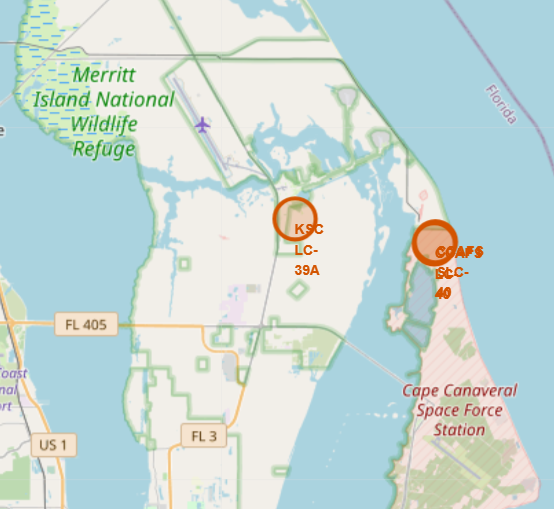 Merritt
Island National
Wildlife
Refuge
Florida
KSC
LC-
39A
CCAFS
SLC-
40
FL 405
Cape Canaveral
Space Force
Station
US 1
FL 3